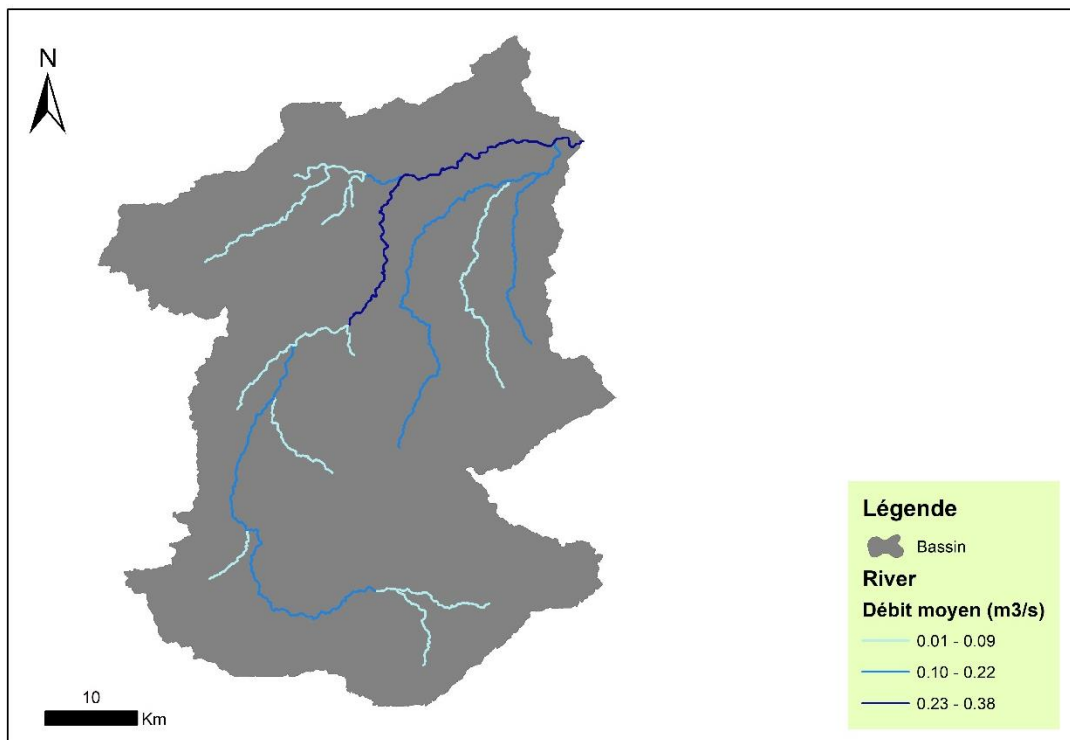 N
Légende
Bassin
River
Débit moyen (m3/s)
0.01 - 0.09
0.10 - 0.22
0.23 - 0.38
10
Km